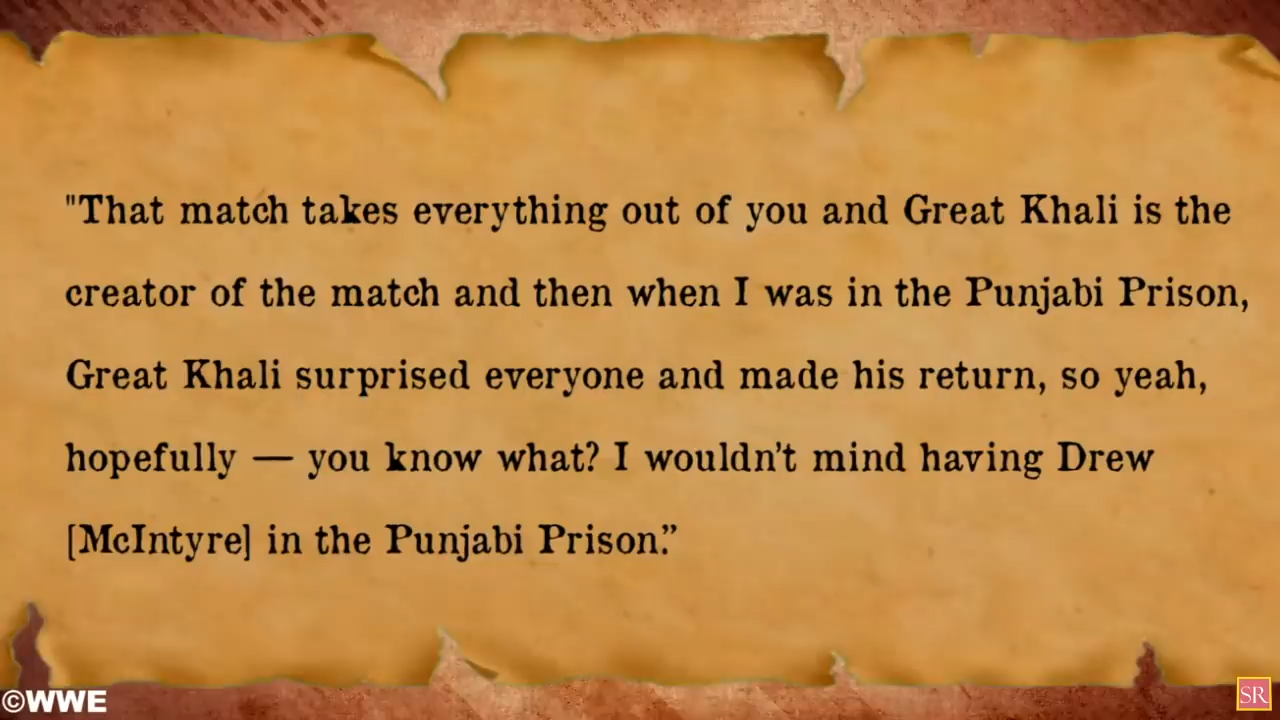 "That match takes everything out of you and Great Khali is the
creator of the match and then when I was in the Punjabi Prison,
Great Khali surprised everyone and made his return, so yeah,
hopefully — you know what? I wouldn't mind having Drew
[McIntyre] in the Punjabi Prison.”
©WWE
SR